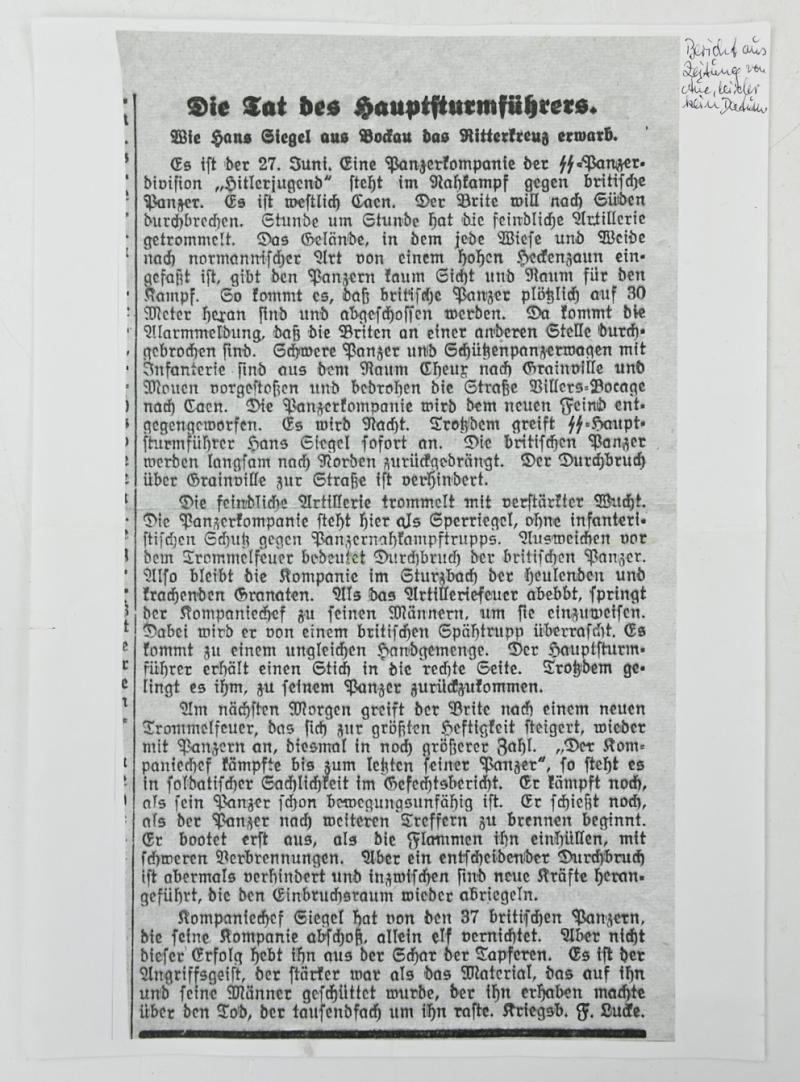 Bericht aus
Zeitung von
Aue, leider
kein Datum
Die Tat des Hauptsturmführers.
Wie Hans Siegel aus Bockau das Ritterkreuz erwarb.
Es ist der 27. Juni. Eine Panzerkompanie der SS-Panzer-
division „Hitlerjugend“ steht im Nahkampf gegen britische
Panzer. Es ist westlich Caen. Der Brite will nach Süden
durchbrechen. Stunde um Stunde hat die feindliche Artillerie
getrommelt. Das Gelände, in dem jede Wiese und Weide
nach normannischer Art von einem hohen Heckenzaun ein-
gefaßt ist, gibt den Panzern kaum Sicht und Raum für den
Kampf. So kommt es, daß britische Panzer plötzlich auf 30
Meter heran sind und abgeschossen werden. Da kommt die
Alarmmeldung, daß die Briten an einer anderen Stelle durch-
gebrochen sind. Schwere Panzer und Schützenpanzerwagen mit
Infanterie sind aus dem Raum Cheux nach Grainville und
Mouen vorgestoßen und bedrohen die Straße Villers-Bocage
nach Caen. Die Panzerkompanie wird dem neuen Feind ent-
gegengeworfen. Es wird Nacht. Trotzdem greift SS-Haupt-
sturmführer Hans Siegel sofort an. Die britischen Panzer
werden langsam nach Norden zurückgedrängt. Der Durchbruch
über Grainville zur Straße ist verhindert.
Die feindliche Artillerie trommelt mit verstärkter Wucht.
Die Panzerkompanie steht hier als Sperriegel, ohne infanteri-
stischen Schutz gegen Panzernahkampftrupps. Ausweichen vor
dem Trommelfeuer bedeutet Durchbruch der britischen Panzer.
Also bleibt die Kompanie im Sturzbach der heulenden und
krachenden Granaten. Als das Artilleriefeuer abebbt, springt
der Kompaniechef zu seinen Männern, um sie einzuweisen.
Dabei wird er von einem britischen Spähtrupp überrascht. Es
kommt zu einem ungleichen Handgemenge. Der Hauptsturm-
führer erhält einen Stich in die rechte Seite. Trotzdem ge-
lingt es ihm, zu seinem Panzer zurückzukommen.
Am nächsten Morgen greift der Brite nach einem neuen
Trommelfeuer, das sich zur größten Heftigkeit steigert, wieder
mit Panzern an, diesmal in noch größerer Zahl. „Der Kom-
paniechef kämpfte bis zum letzten seiner Panzer“, so steht es
in soldatischer Sachlichkeit im Gefechtsbericht. Er kämpft noch,
als sein Panzer schon bewegungsunfähig ist. Er schießt noch,
als der Panzer nach weiteren Treffern zu brennen beginnt.
Er bootet erst aus, als die Flammen ihn einhüllen, mit
schweren Verbrennungen. Aber ein entscheidender Durchbruch
ist abermals verhindert und inzwischen sind neue Kräfte heran-
geführt, die den Einbruchsraum wieder abriegeln.
Kompaniechef Siegel hat von den 37 britischen Panzern,
die seine Kompanie abschoß, allein elf vernichtet. Aber nicht
dieser Erfolg hebt ihn aus der Schar der Tapferen. Es ist der
Angriffsgeist, der stärker war als das Material, das auf ihn
und seine Männer geschüttet wurde, der ihn erhaben machte
über den Tod, der tausendfach um ihn raste. Kriegsb. F. Lucke.